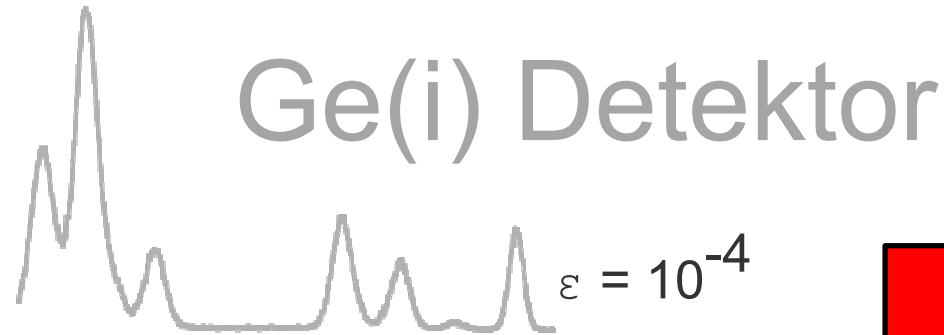 Ge(i) Detektor
ε = 10⁻⁴